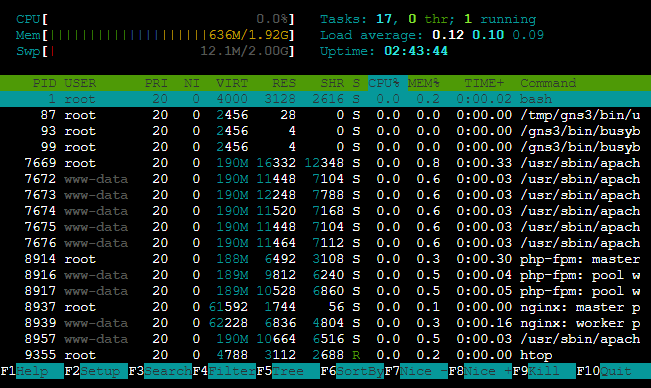 CPU[ 0.0%] Tasks: 17, 0 thr; 1 running
Mem[||||||||||||||||||||636M/1.92G] Load average: 0.12 0.10 0.09
Swp[| 12.1M/2.00G] Uptime: 02:43:44
PID USER PRI NI VIRT RES SHR S CPU% MEM% TIME+ Command
1 root 20 0 4000 3128 2616 S 0.0 0.2 0:00.02 bash
87 root 20 0 2456 28 0 S 0.0 0.0 0:00.00 /tmp/gns3/bin/u
93 root 20 0 2456 4 0 S 0.0 0.0 0:00.00 /gns3/bin/busyb
99 root 20 0 2456 4 0 S 0.0 0.0 0:00.00 /gns3/bin/busyb
7669 root 20 0 190M 16332 12348 S 0.0 0.8 0:00.33 /usr/sbin/apach
7672 www-data 20 0 190M 11448 7104 S 0.0 0.6 0:00.03 /usr/sbin/apach
7673 www-data 20 0 190M 12248 7788 S 0.0 0.6 0:00.03 /usr/sbin/apach
7674 www-data 20 0 190M 11520 7168 S 0.0 0.6 0:00.03 /usr/sbin/apach
7675 www-data 20 0 190M 11448 7104 S 0.0 0.6 0:00.03 /usr/sbin/apach
7676 www-data 20 0 190M 11464 7112 S 0.0 0.6 0:00.03 /usr/sbin/apach
8914 root 20 0 188M 6492 3108 S 0.0 0.3 0:00.30 php-fpm: master
8916 www-data 20 0 189M 9812 6240 S 0.0 0.5 0:00.04 php-fpm: pool w
8917 www-data 20 0 189M 10528 6860 S 0.0 0.5 0:00.05 php-fpm: pool w
8937 root 20 0 61592 1744 56 S 0.0 0.1 0:00.00 nginx: master p
8939 www-data 20 0 62228 6836 4804 S 0.0 0.3 0:00.16 nginx: worker p
8957 www-data 20 0 190M 10664 6516 S 0.0 0.5 0:00.03 /usr/sbin/apach
9355 root 20 0 4788 3112 2688 R 0.0 0.2 0:00.00 htop
F1Help F2Setup F3SearchF4FilterF5Tree F6SortByF7Nice -F8Nice +F9Kill F10Quit